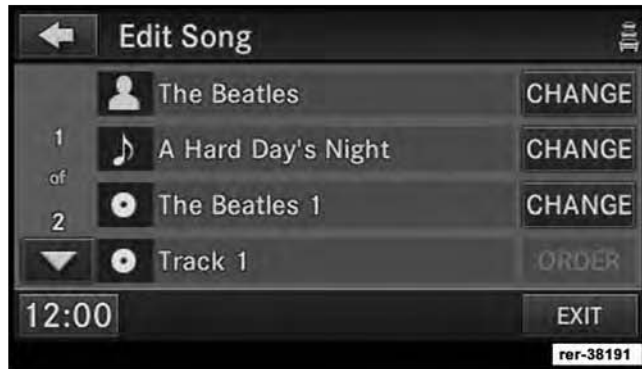 Edit Song
The Beatles CHANGE
1 of 2
A Hard Day's Night CHANGE
The Beatles 1 CHANGE
Track 1 ORDER
12:00 EXIT
rer-38191